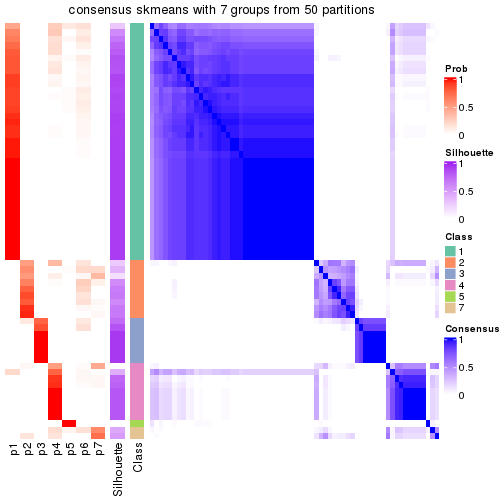 consensus skmeans with 7 groups from 50 partitions
Prob
1
0.5
0
Silhouette
1
0.5
0
Class
1
2
3
4
5
7
Consensus
1
0.5
0
p1
p2
p3
p4
p5
p6
p7
Silhouette
Class